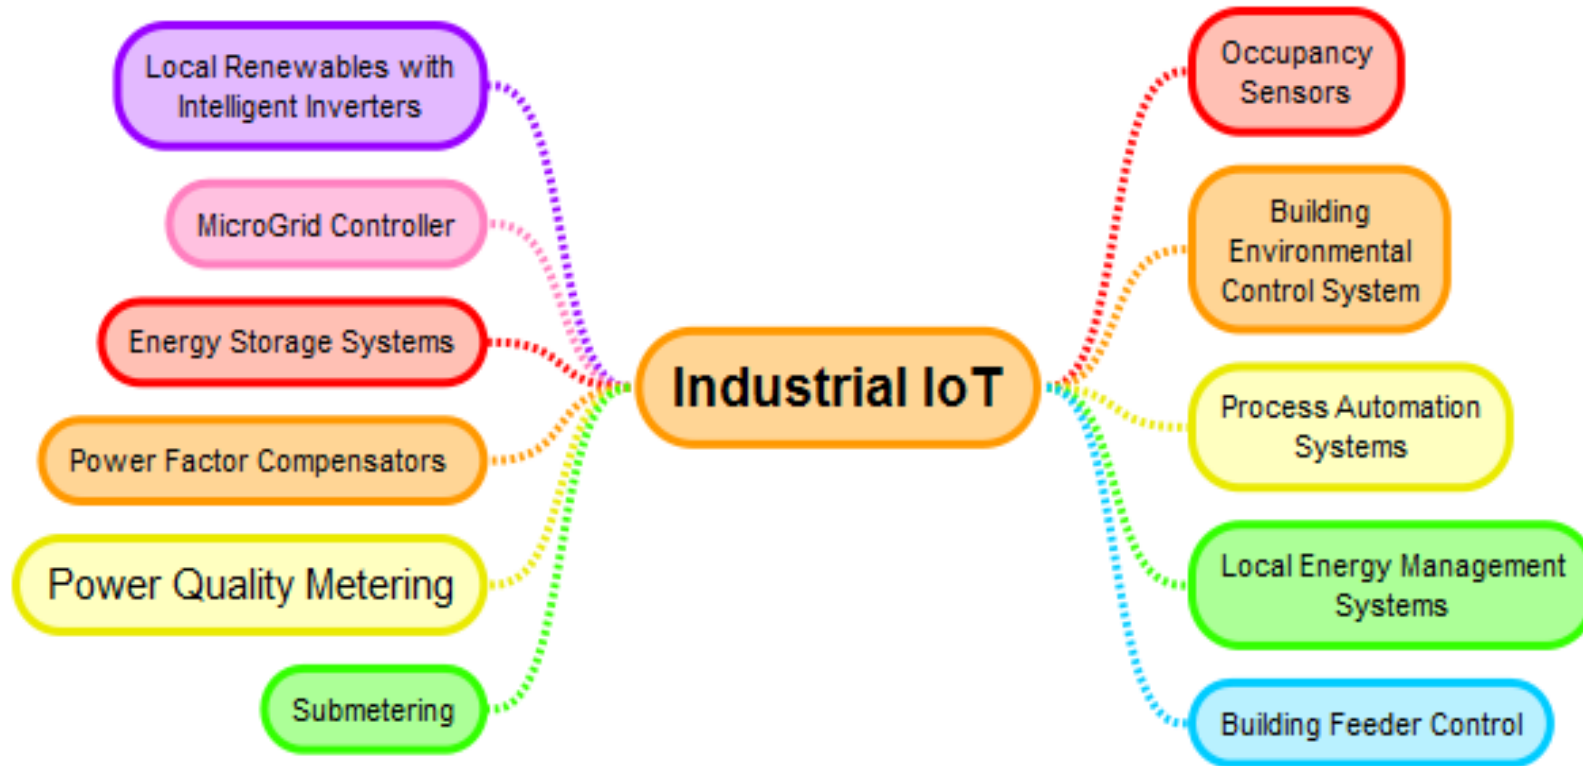 Local Renewables with
Intelligent Inverters
MicroGrid Controller
Energy Storage Systems
Power Factor Compensators
Power Quality Metering
Submetering
Industrial IoT
Occupancy
Sensors
Building
Environmental
Control System
Process Automation
Systems
Local Energy Management
Systems
Building Feeder Control